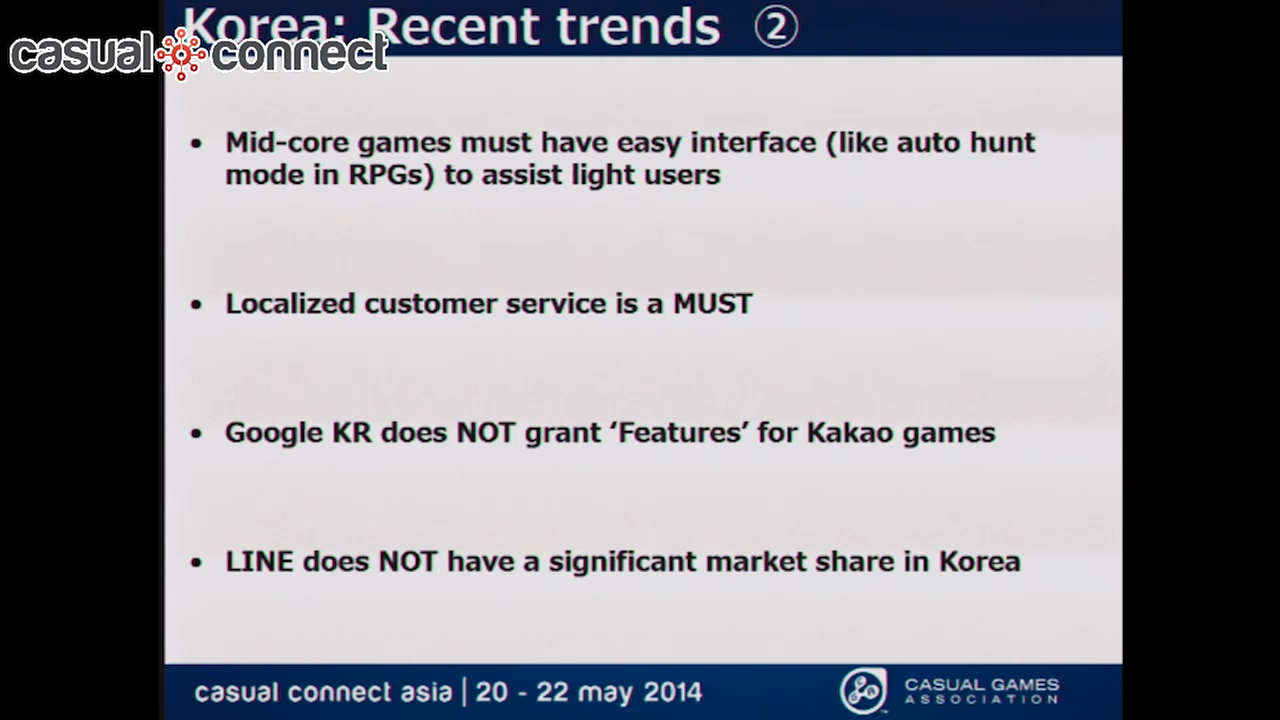 Korea: Recent trends ②
casual connect
• Mid-core games must have easy interface (like auto hunt
mode in RPGs) to assist light users
• Localized customer service is a MUST
• Google KR does NOT grant ‘Features’ for Kakao games
• LINE does NOT have a significant market share in Korea
casual connect asia | 20 - 22 may 2014
CASUAL GAMES
ASSOCIATION